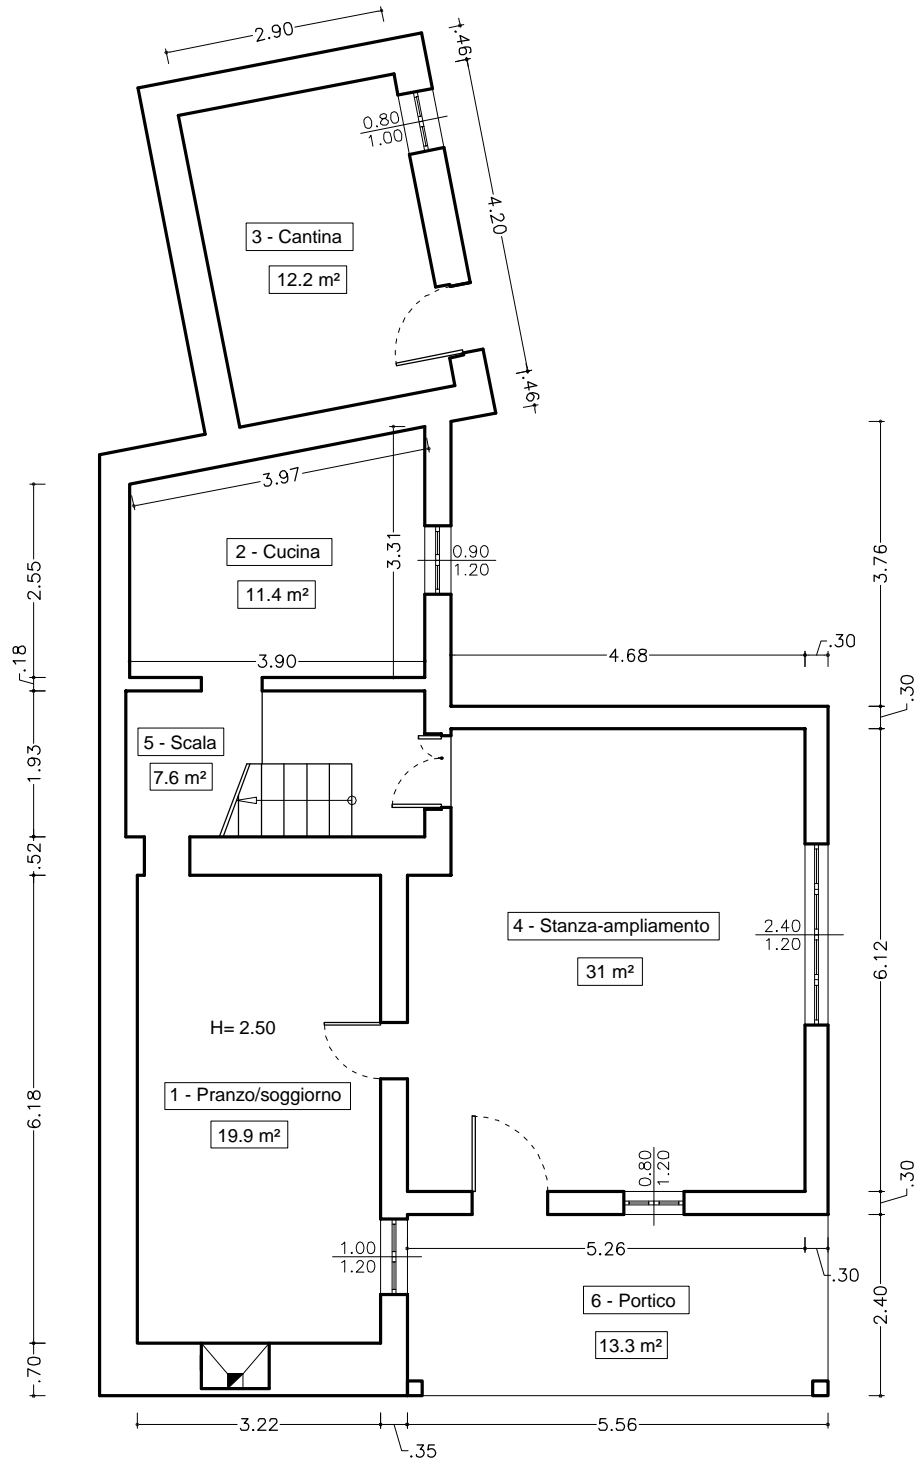 2.90
.46
0.80
1.00
3 - Cantina
12.2 m²
4.20
.46
3.97
2 - Cucina
11.4 m²
3.31
0.90
1.20
3.76
2.55
.18
3.90
4.68
.30
.30
5 - Scala
7.6 m²
1.93
.52
4 - Stanza-ampliamento
31 m²
2.40
1.20
6.12
H= 2.50
1 - Pranzo/soggiorno
19.9 m²
6.18
0.80
1.20
.30
1.00
1.20
5.26
.30
6 - Portico
13.3 m²
2.40
.70
3.22
.35
5.56